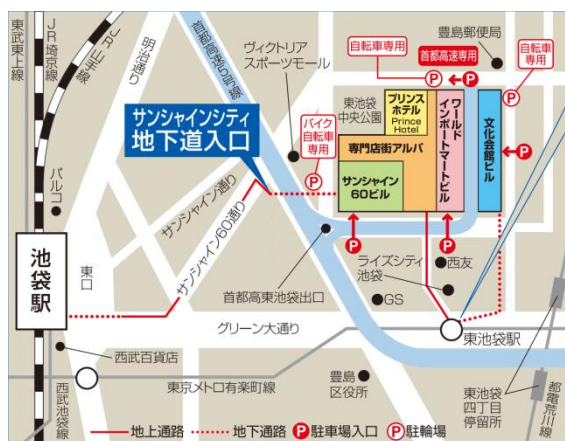 東武東上線
JR埼京線
JR山手線
明治通り
首都高速5号線
ヴィクトリア
スポーツモール
豊島郵便局
自転車専用
首都高速専用
自転車
専用
P
P
P
東池袋
中央公園
プリンス
ホテル
Prince
Hotel
ワールド
インポートマートビル
文化会館ビル
サンシャインシティ
地下道入口
バイク
自転車
専用
P
専門店街アルパ
サンシャイン
60ビル
P
P
P
パルコ
サンシャイン通り
サンシャイン60通り
池袋駅
東口
首都高東池袋出口
ライズシティ
池袋
西友
GS
グリーン大通り
東池袋駅
西武百貨店
西武池袋線
東京メトロ有楽町線
豊島
区役所
東池袋
四丁目
停留所
都電荒川線
地上通路
地下通路
P駐車場入口
P駐輪場